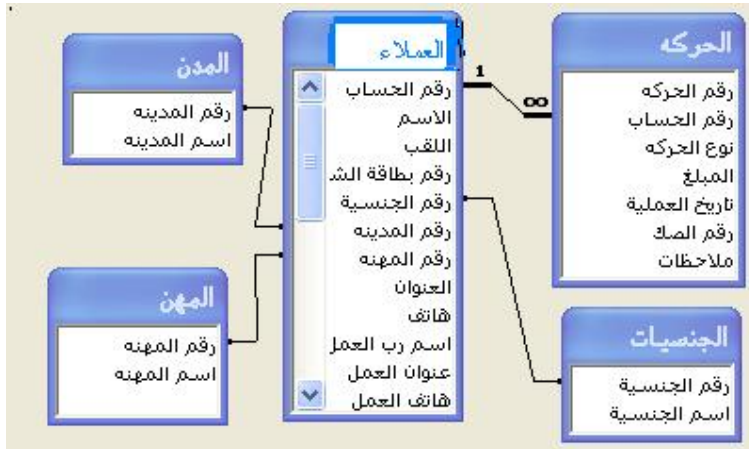 الحركه
رقم الحركه
رقم الحساب
نوع الحركه
المبلغ
تاريخ العملية
رقم الصك
ملاحظات
1
∞
العملاء
رقم الحساب
الاسم
اللقب
رقم بطاقة الش
رقم الجنسية
رقم المدينه
رقم المهنه
العنوان
هاتف
اسم رب العمل
عنوان العمل
هاتف العمل
المدن
رقم المدينه
اسم المدينه
المهن
رقم المهنه
اسم المهنه
الجنسيات
رقم الجنسية
اسم الجنسية